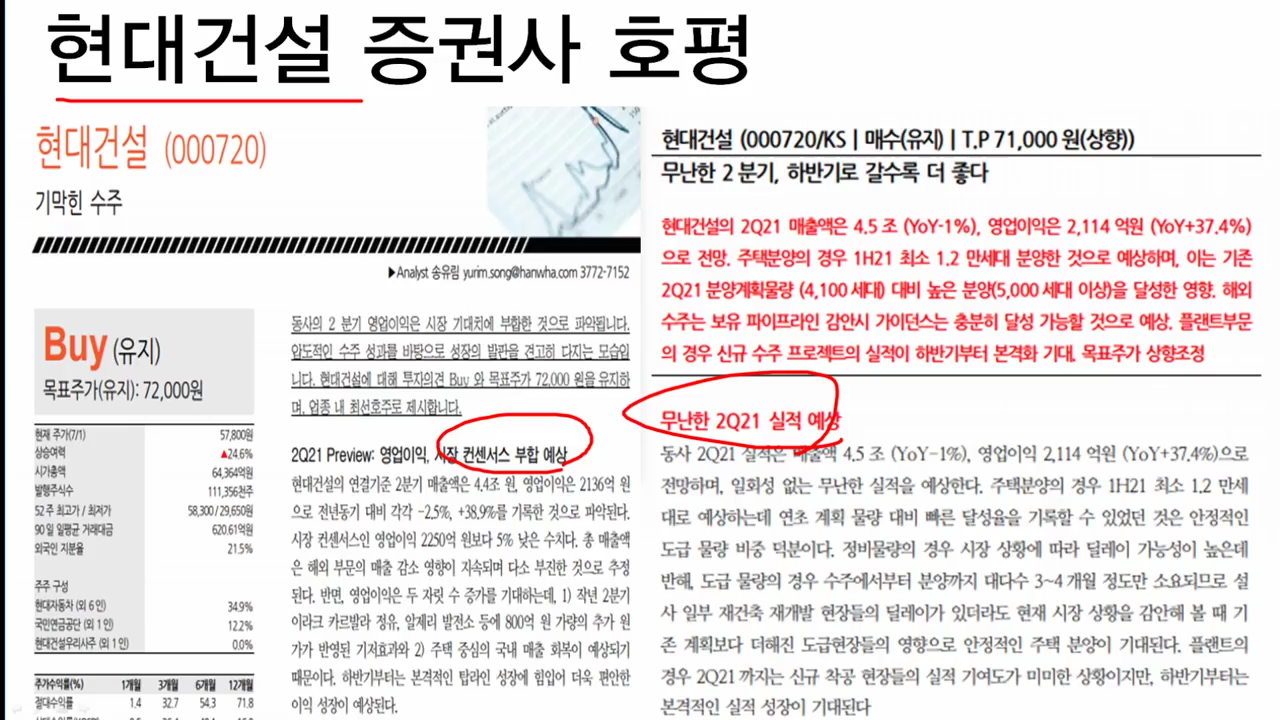 현대건설 증권사 호평
현대건설 (000720)
기막힌 수주
▶Analyst 송유림 yurim.song@hanwha.com 3772-7152
Buy (유지)
목표주가(유지): 72,000원
현재 주가(7/1) 57,800원
상승여력 ▲24.6%
시가총액 64,364억원
발행주식수 111,356천주
52 주 최고가 / 최저가 58,300 / 29,650원
90 일 일평균 거래대금 620.61억원
외국인 지분율 21.5%
주주 구성
현대자동차 (외 6 인) 34.9%
국민연금공단 (외 1 인) 12.2%
현대건설우리사주 (외 1 인) 0.0%
주가수익률(%) 1개월 3개월 6개월 12개월
절대수익률 1.4 32.7 54.3 71.8
동사의 2 분기 영업이익은 시장 기대치에 부합한 것으로 파악됩니다.
압도적인 수주 성과를 바탕으로 성장의 발판을 견고히 다지는 모습입
니다. 현대건설에 대해 투자의견 Buy 와 목표주가 72,000 원을 유지하
며, 업종 내 최선호주로 제시합니다.
2Q21 Preview: 영업이익, 시장 컨센서스 부합 예상
현대건설의 연결기준 2분기 매출액은 4.4조 원, 영업이익은 2136억 원
으로 전년동기 대비 각각 -2.5%, +38.9%를 기록한 것으로 파악된다.
시장 컨센서스인 영업이익 2250억 원보다 5% 낮은 수치다. 총 매출액
은 해외 부문의 매출 감소 영향이 지속되며 다소 부진한 것으로 추정
된다. 반면, 영업이익은 두 자릿 수 증가를 기대하는데, 1) 작년 2분기
이라크 카르발라 정유, 알제리 발전소 등에 800억 원 가량의 추가 원
가가 반영된 기저효과와 2) 주택 중심의 국내 매출 회복이 예상되기
때문이다. 하반기부터는 본격적인 탑라인 성장에 힘입어 더욱 편안한
이익 성장이 예상된다.
현대건설 (000720/KS | 매수(유지) | T.P 71,000 원(상향))
무난한 2 분기, 하반기로 갈수록 더 좋다
현대건설의 2Q21 매출액은 4.5 조 (YoY-1%), 영업이익은 2,114 억원 (YoY+37.4%)
으로 전망. 주택분양의 경우 1H21 최소 1.2 만세대 분양한 것으로 예상하며, 이는 기존
2Q21 분양계획물량 (4,100 세대) 대비 높은 분양(5,000 세대 이상)을 달성한 영향. 해외
수주는 보유 파이프라인 감안시 가이던스는 충분히 달성 가능할 것으로 예상. 플랜트부문
의 경우 신규 수주 프로젝트의 실적이 하반기부터 본격화 기대. 목표주가 상향조정
무난한 2Q21 실적 예상
동사 2Q21 실적은 매출액 4.5 조 (YoY-1%), 영업이익 2,114 억원 (YoY+37.4%)으로
전망하며, 일회성 없는 무난한 실적을 예상한다. 주택분양의 경우 1H21 최소 1.2 만세
대로 예상하는데 연초 계획 물량 대비 빠른 달성율을 기록할 수 있었던 것은 안정적인
도급 물량 비중 덕분이다. 정비물량의 경우 시장 상황에 따라 딜레이 가능성이 높은데
반해, 도급 물량의 경우 수주에서부터 분양까지 대다수 3~4 개월 정도만 소요되므로 설
사 일부 재건축 재개발 현장들의 딜레이가 있더라도 현재 시장 상황을 감안해 볼 때 기
존 계획보다 더해진 도급현장들의 영향으로 안정적인 주택 분양이 기대된다. 플랜트의
경우 2Q21 까지는 신규 착공 현장들의 실적 기여도가 미미한 상황이지만, 하반기부터는
본격적인 실적 성장이 기대된다